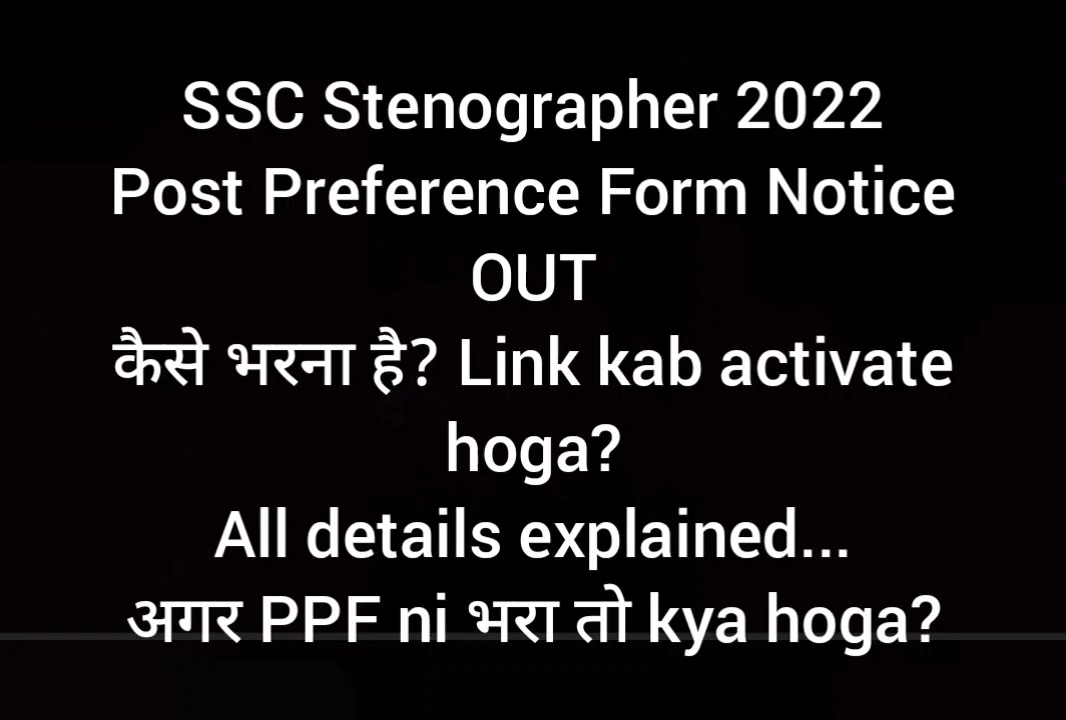 SSC Stenographer 2022
Post Preference Form Notice
OUT
कैसे भरना है? Link kab activate
hoga?
All details explained...
अगर PPF ni भरा तो kya hoga?